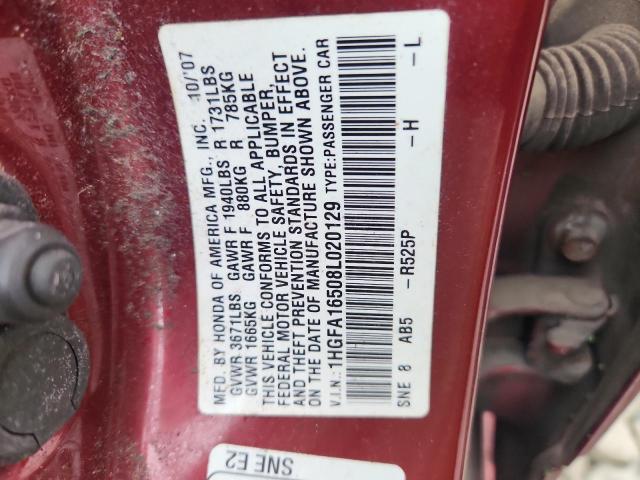 MFD. BY HONDA OF AMERICA MFG., INC. 10/'07
GVWR 3671LBS GAWR F 1940LBS R 1731LBS
GVWR 1665KG GAWR F 880KG R 785KG
THIS VEHICLE CONFORMS TO ALL APPLICABLE
FEDERAL MOTOR VEHICLE SAFETY, BUMPER,
AND THEFT PREVENTION STANDARDS IN EFFECT
ON THE DATE OF MANUFACTURE SHOWN ABOVE.
V.I.N.: 1HGFA16508L020129 TYPE:PASSENGER CAR
SNE 8 AB5 -R525P -H -L
SNE E2